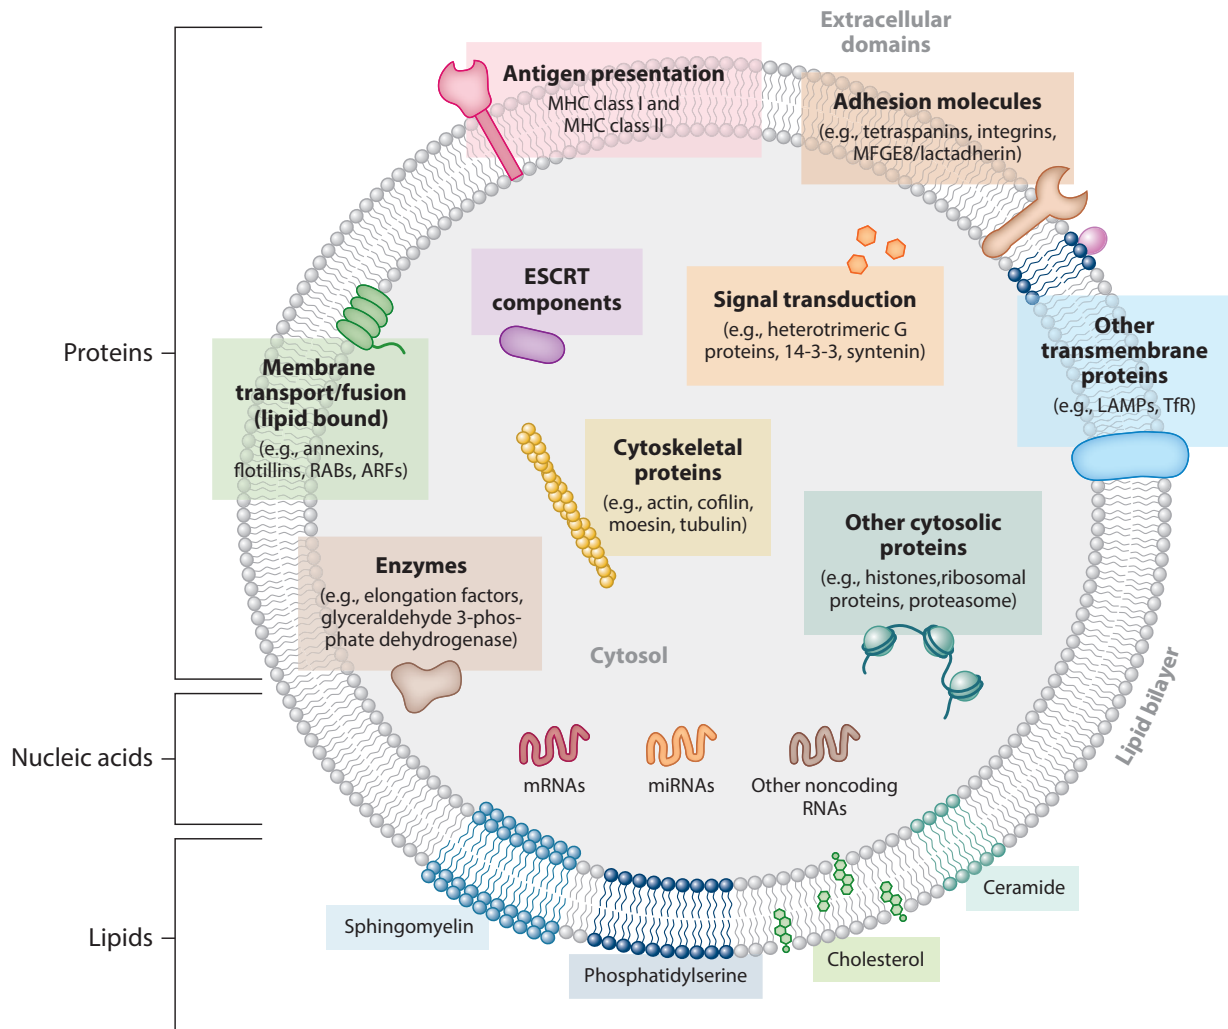 Extracellular
domains
Antigen presentation
MHC class I and
MHC class II
Adhesion molecules
(e.g., tetraspanins, integrins,
MFGE8/lactadherin)
ESCRT
components
Signal transduction
(e.g., heterotrimeric G
proteins, 14-3-3, syntenin)
Other
transmembrane
proteins
(e.g., LAMPs, TfR)
Proteins
Membrane
transport/fusion
(lipid bound)
(e.g., annexins,
flotillins, RABs, ARFs)
Cytoskeletal
proteins
(e.g., actin, cofilin,
moesin, tubulin)
Other cytosolic
proteins
(e.g., histones,ribosomal
proteins, proteasome)
Enzymes
(e.g., elongation factors,
glyceraldehyde 3-phos-
phate dehydrogenase)
Cytosol
Lipid bilayer
Nucleic acids
mRNAs
miRNAs
Other noncoding
RNAs
Lipids
Sphingomyelin
Phosphatidylserine
Cholesterol
Ceramide